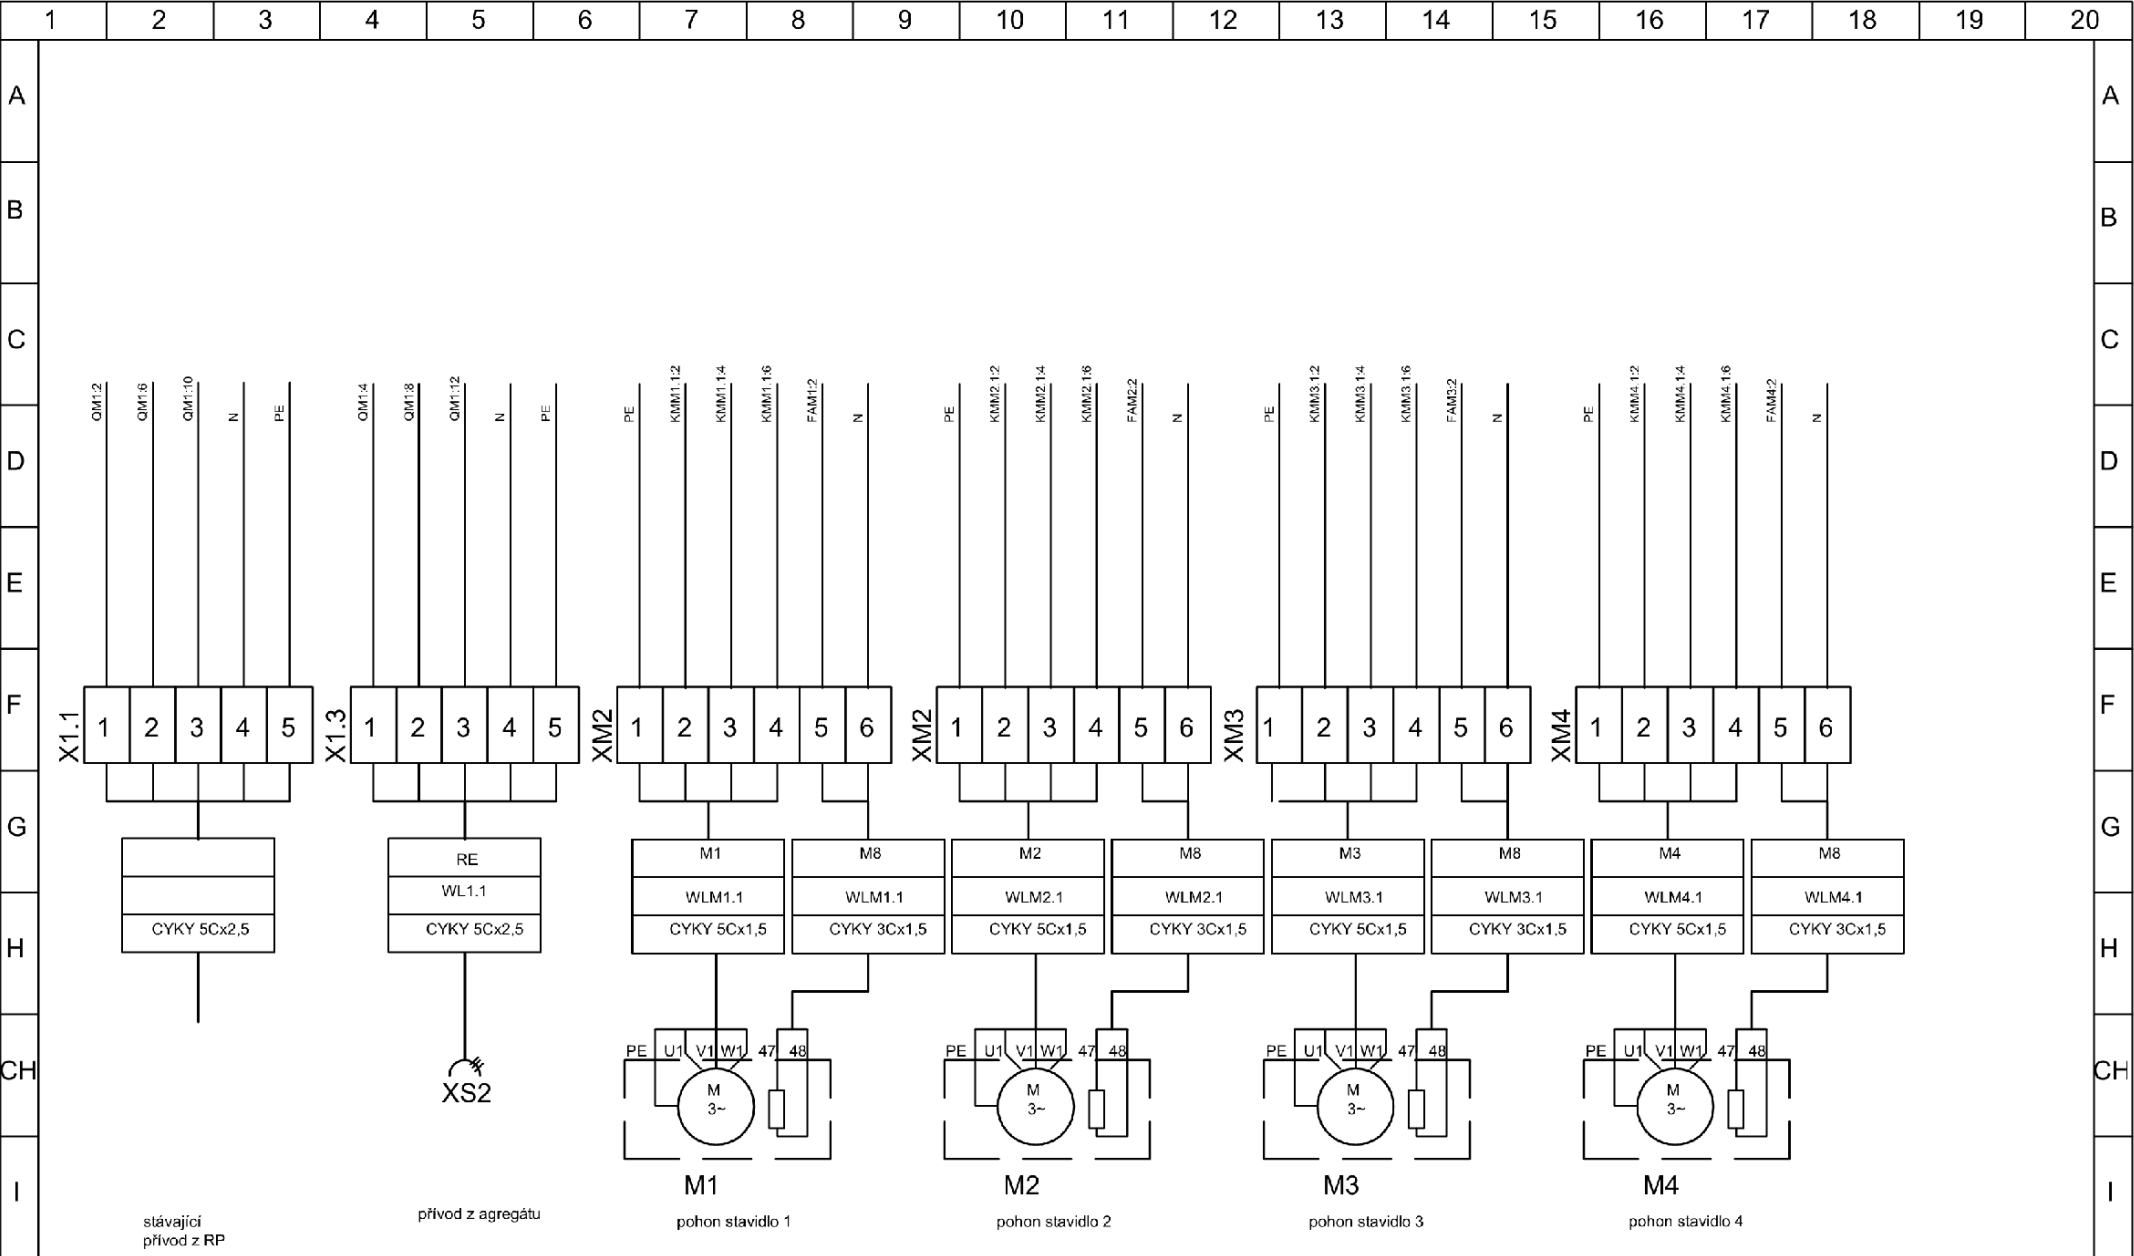 1 2 3 4 5 6 7 8 9 10 11 12 13 14 15 16 17 18 19 20
A A
B B
C C
QM1:2 QM1:6 QM1:10 N PE QM1:4 QM1:8 QM1:12 N PE PE KMM1.1:2 KMM1.1:4 KMM1.1:6 FAM1:2 N PE KMM2.1:2 KMM2.1:4 KMM2.1:6 FAM2:2 N PE KMM3.1:2 KMM3.1:4 KMM3.1:6 FAM3:2 N PE KMM4.1:2 KMM4.1:4 KMM4.1:6 FAM4:2 N
D D
E E
F F
X1.1 1 2 3 4 5 X1.3 1 2 3 4 5 XM2 1 2 3 4 5 6 XM2 1 2 3 4 5 6 XM3 1 2 3 4 5 6 XM4 1 2 3 4 5 6
G G
RE M1 M8 M2 M8 M3 M8 M4 M8
WL1.1 WLM1.1 WLM1.1 WLM2.1 WLM2.1 WLM3.1 WLM3.1 WLM4.1 WLM4.1
CYKY 5Cx2,5 CYKY 5Cx2,5 CYKY 5Cx1,5 CYKY 3Cx1,5 CYKY 5Cx1,5 CYKY 3Cx1,5 CYKY 5Cx1,5 CYKY 3Cx1,5 CYKY 5Cx1,5 CYKY 3Cx1,5
H H
PE U1 V1 W1 47 48 PE U1 V1 W1 47 48 PE U1 V1 W1 47 48 PE U1 V1 W1 47 48
CH CH
XS2 M M M M
3~ 3~ 3~ 3~
M1 M2 M3 M4
I I
přívod z agregátu
stávající pohon stavidlo 1 pohon stavidlo 2 pohon stavidlo 3 pohon stavidlo 4
přívod z RP